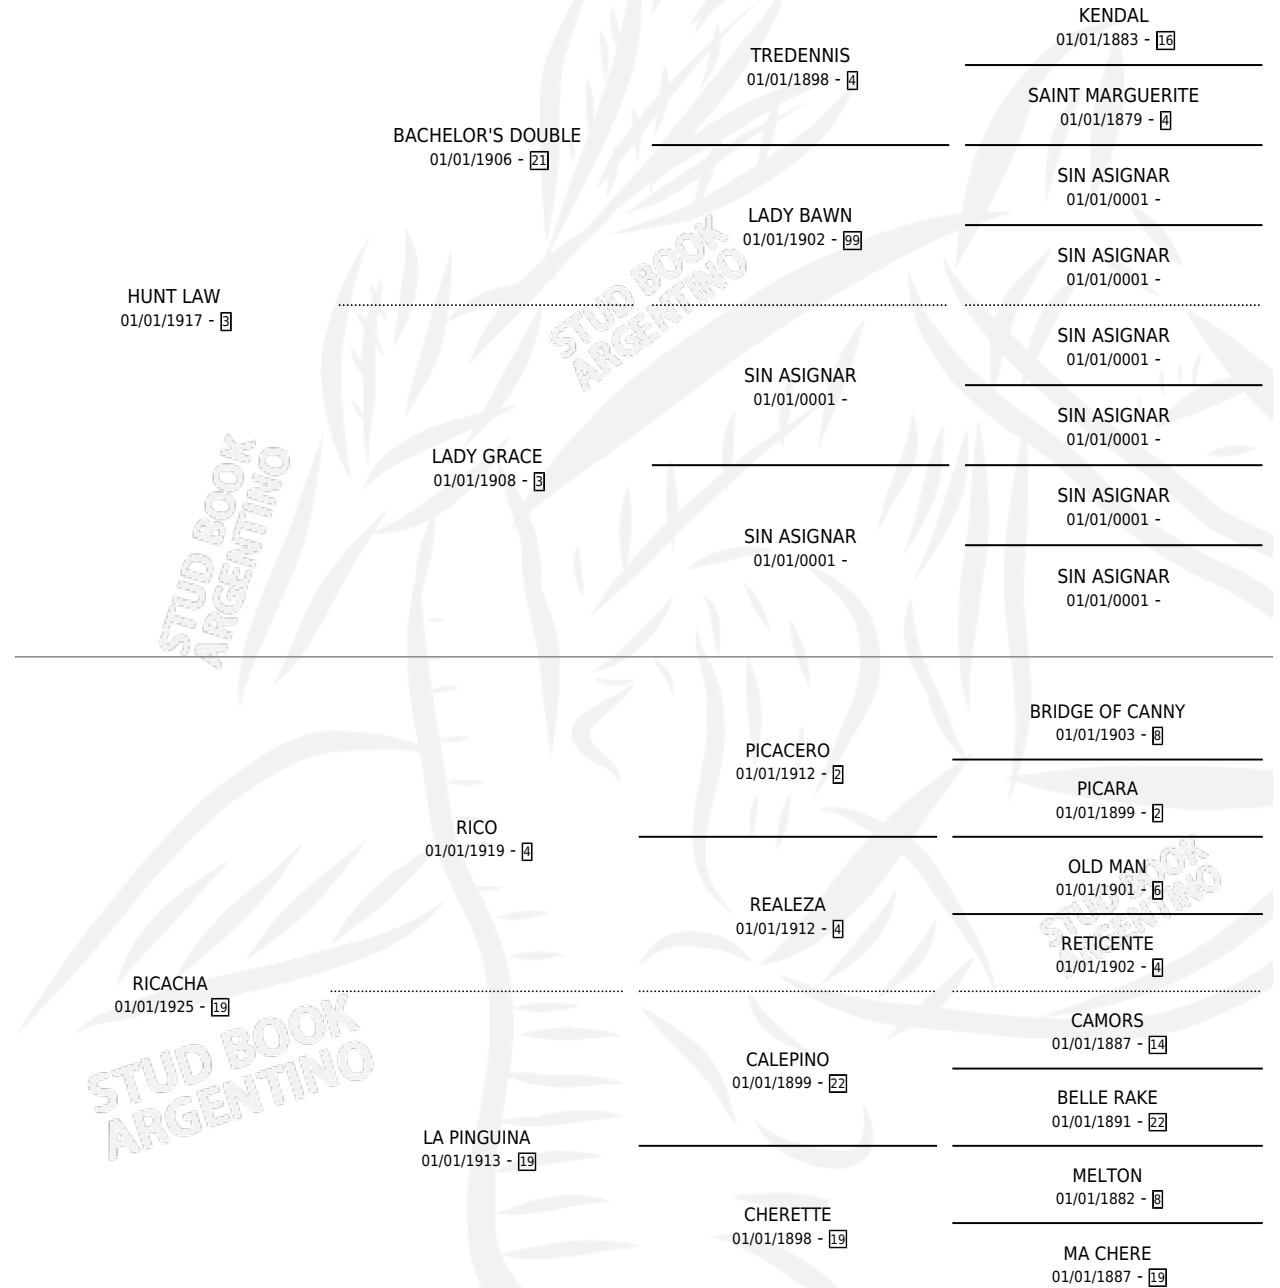 KENDAL
01/01/1883 - 16
TREDENNIS
01/01/1898 - 4
SAINT MARGUERITE
01/01/1879 - 4
BACHELOR'S DOUBLE
01/01/1906 - 21
SIN ASIGNAR
01/01/0001 -
LADY BAWN
01/01/1902 - 99
SIN ASIGNAR
01/01/0001 -
HUNT LAW
01/01/1917 - 3
SIN ASIGNAR
01/01/0001 -
SIN ASIGNAR
01/01/0001 -
SIN ASIGNAR
01/01/0001 -
LADY GRACE
01/01/1908 - 3
SIN ASIGNAR
01/01/0001 -
SIN ASIGNAR
01/01/0001 -
SIN ASIGNAR
01/01/0001 -
BRIDGE OF CANNY
01/01/1903 - 8
PICACERO
01/01/1912 - 2
PICARA
01/01/1899 - 2
RICO
01/01/1919 - 4
OLD MAN
01/01/1901 - 6
REALEZA
01/01/1912 - 4
RETICENTE
01/01/1902 - 4
RICACHA
01/01/1925 - 19
CAMORS
01/01/1887 - 14
CALEPINO
01/01/1899 - 22
BELLE RAKE
01/01/1891 - 22
LA PINGUINA
01/01/1913 - 19
MELTON
01/01/1882 - 8
CHERETTE
01/01/1898 - 19
MA CHERE
01/01/1887 - 19
STUD BOOK
ARGENTINO
STUD BOOK
ARGENTINO
STUD BOOK
ARGENTINO
STUD BOOK
ARGENTINO